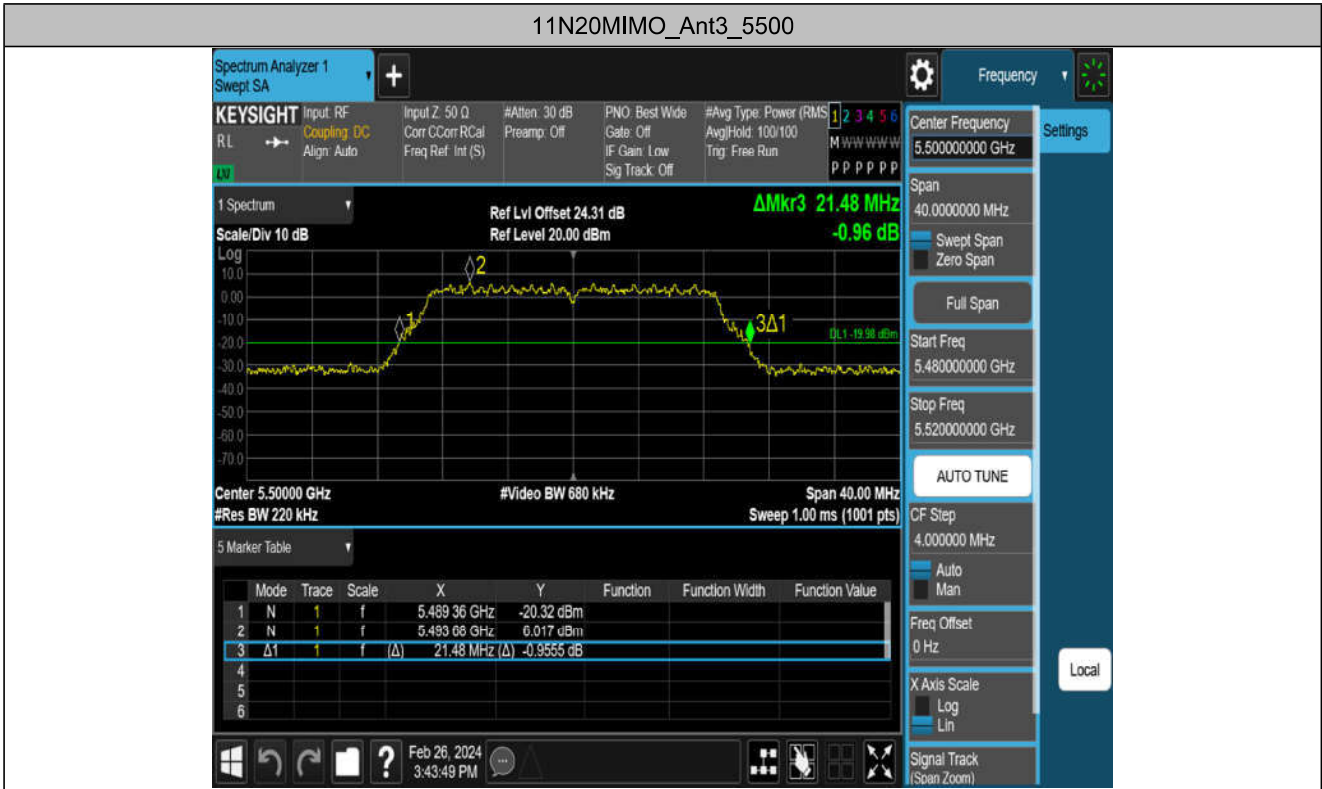 11N20MIMO_Ant3_5500
Spectrum Analyzer 1
Swept SA
+
Frequency
KEYSIGHT
RL
LXI
Input: RF
Coupling: DC
Align: Auto
Input Z: 50 Ω
Corr CCorr RCal
Freq Ref: Int (S)
#Atten: 30 dB
Preamp: Off
PNO: Best Wide
Gate: Off
IF Gain: Low
Sig Track: Off
#Avg Type: Power (RMS
Avg|Hold: 100/100
Trig: Free Run
1 2 3 4 5 6
M W W W W W
P P P P P P
Center Frequency
5.500000000 GHz
Settings
Span
40.0000000 MHz
Swept Span
Zero Span
Full Span
Start Freq
5.480000000 GHz
Stop Freq
5.520000000 GHz
AUTO TUNE
CF Step
4.000000 MHz
Auto
Man
Freq Offset
0 Hz
X Axis Scale
Log
Lin
Signal Track
(Span Zoom)
Local
1 Spectrum
Scale/Div 10 dB
Ref Lvl Offset 24.31 dB
Ref Level 20.00 dBm
ΔMkr3 21.48 MHz
-0.96 dB
Log
10.0
0.00
-10.0
-20.0
-30.0
-40.0
-50.0
-60.0
-70.0
1
2
3Δ1
DL1 -19.98 dBm
Center 5.50000 GHz
#Video BW 680 kHz
Span 40.00 MHz
#Res BW 220 kHz
Sweep 1.00 ms (1001 pts)
5 Marker Table
Mode Trace Scale X Y Function Function Width Function Value
1 N 1 f 5.489 36 GHz -20.32 dBm
2 N 1 f 5.493 68 GHz 6.017 dBm
3 Δ1 1 f (Δ) 21.48 MHz (Δ) -0.9555 dB
4
5
6
?
Feb 26, 2024
3:43:49 PM